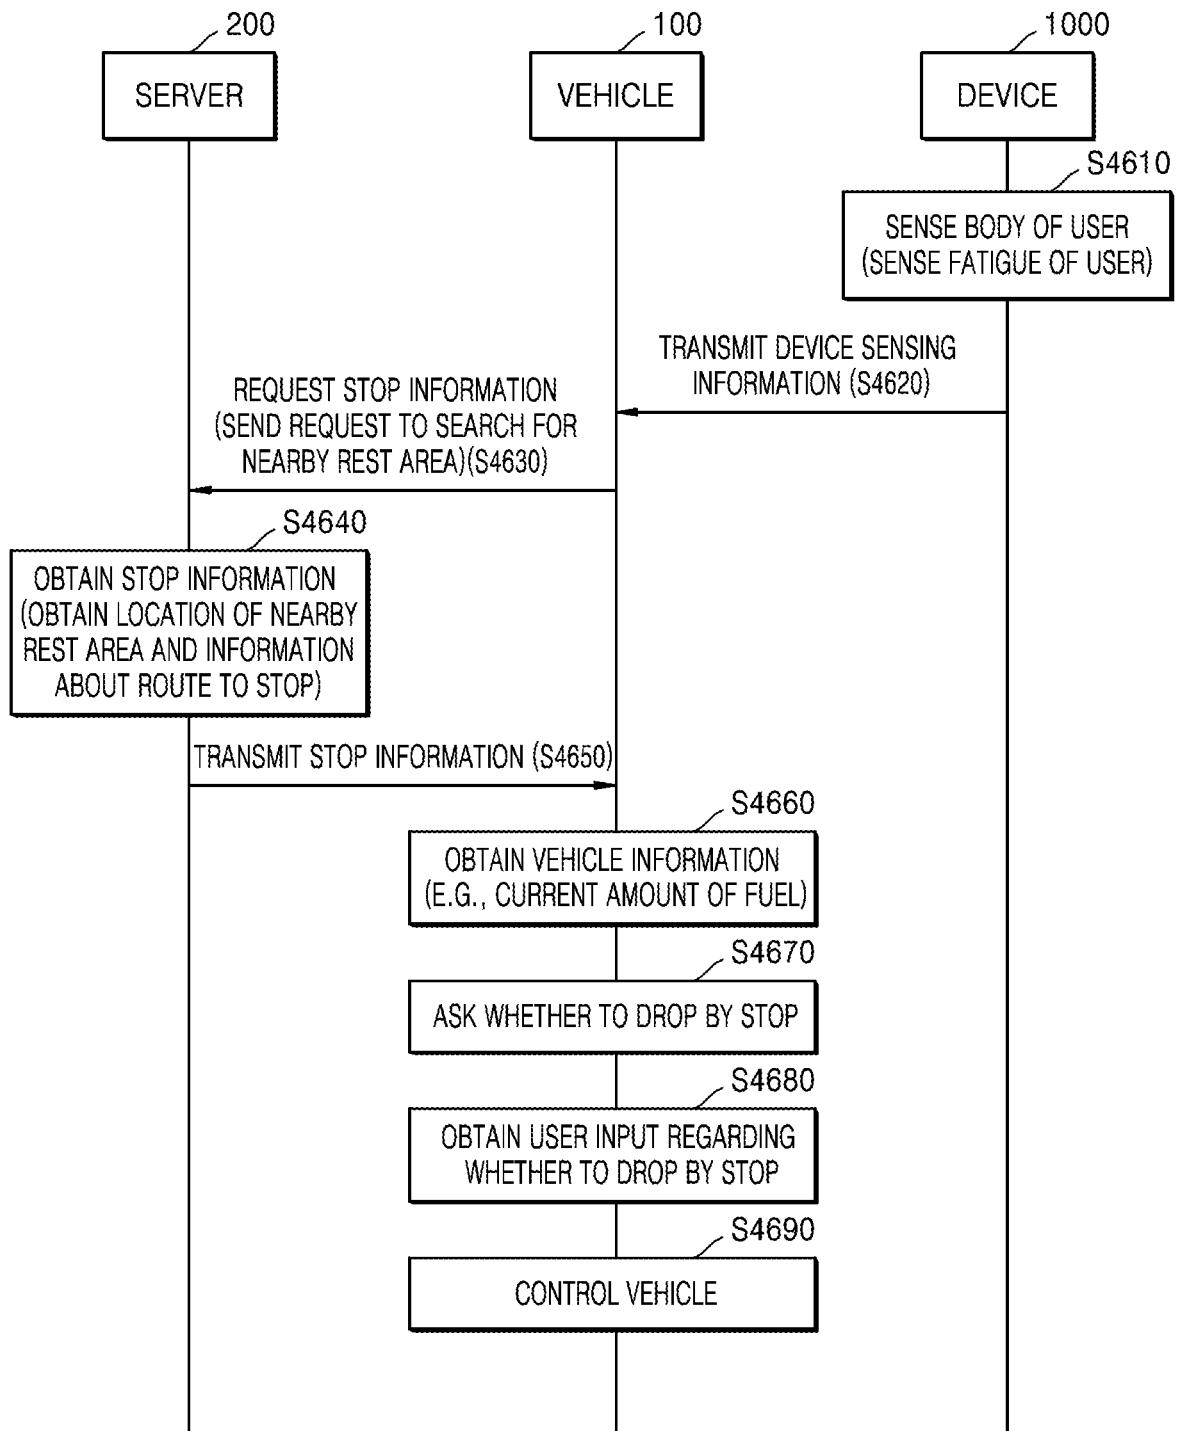 200
100
1000
SERVER
VEHICLE
DEVICE
S4610
SENSE BODY OF USER
(SENSE FATIGUE OF USER)
TRANSMIT DEVICE SENSING
INFORMATION (S4620)
REQUEST STOP INFORMATION
(SEND REQUEST TO SEARCH FOR
NEARBY REST AREA)(S4630)
S4640
OBTAIN STOP INFORMATION
(OBTAIN LOCATION OF NEARBY
REST AREA AND INFORMATION
ABOUT ROUTE TO STOP)
TRANSMIT STOP INFORMATION (S4650)
S4660
OBTAIN VEHICLE INFORMATION
(E.G., CURRENT AMOUNT OF FUEL)
S4670
ASK WHETHER TO DROP BY STOP
S4680
OBTAIN USER INPUT REGARDING
WHETHER TO DROP BY STOP
S4690
CONTROL VEHICLE